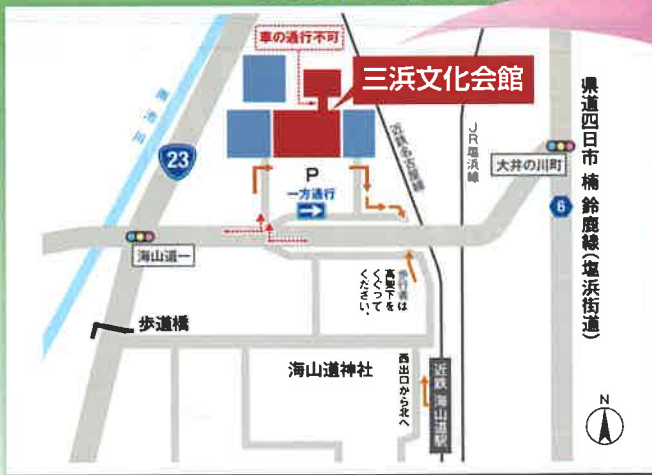 車の通行不可
三浜文化会館
近鉄名古屋線
JR塩浜線
県道四日市 楠 鈴鹿線(塩浜街道)
大井の川町
6
23
P
一方通行
海山道一
歩行者は
高架下を
くぐって
ください。
歩道橋
海山道神社
西出口から北へ
近鉄 海山道駅
N